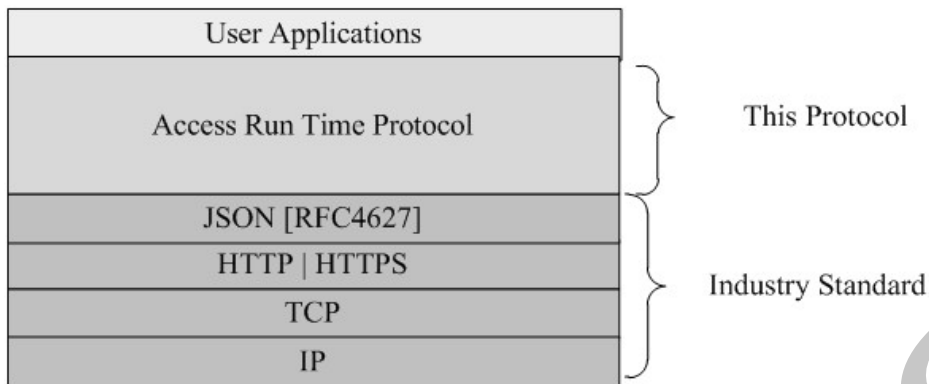 User Applications
Access Run Time Protocol
This Protocol
JSON [RFC4627]
HTTP | HTTPS
TCP
IP
Industry Standard